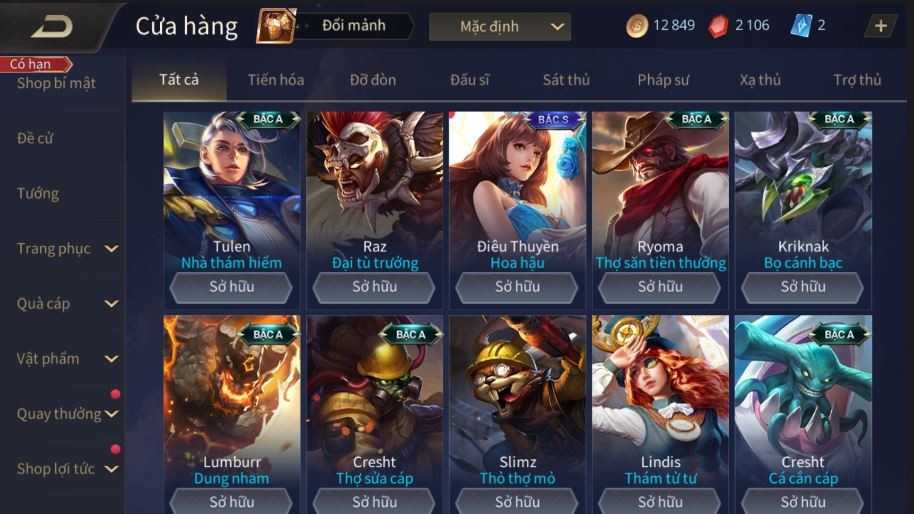 Cửa hàng
Đổi mảnh
Mặc định
12 849
2 106
2
+
Có hạn
Shop bí mật
Đề cử
Tướng
Trang phục
Quà cáp
Vật phẩm
Quay thưởng
Shop lợi tức
Tất cả Tiến hóa Đỡ đòn Đấu sĩ Sát thủ Pháp sư Xạ thủ Trợ thủ
BẬC A BẬC S BẬC A BẬC A
Tulen Raz Điêu Thuyền Ryoma Kriknak
Nhà thám hiểm Đại tù trưởng Hoa hậu Thợ săn tiền thưởng Bọ cánh bạc
Sở hữu Sở hữu Sở hữu Sở hữu Sở hữu
BẬC A BẬC A BẬC A
Lumburr Cresht Slimz Lindis Cresht
Dung nham Thợ sửa cáp Thỏ thợ mỏ Thám tử tư Cá cắn cáp
Sở hữu Sở hữu Sở hữu Sở hữu Sở hữu